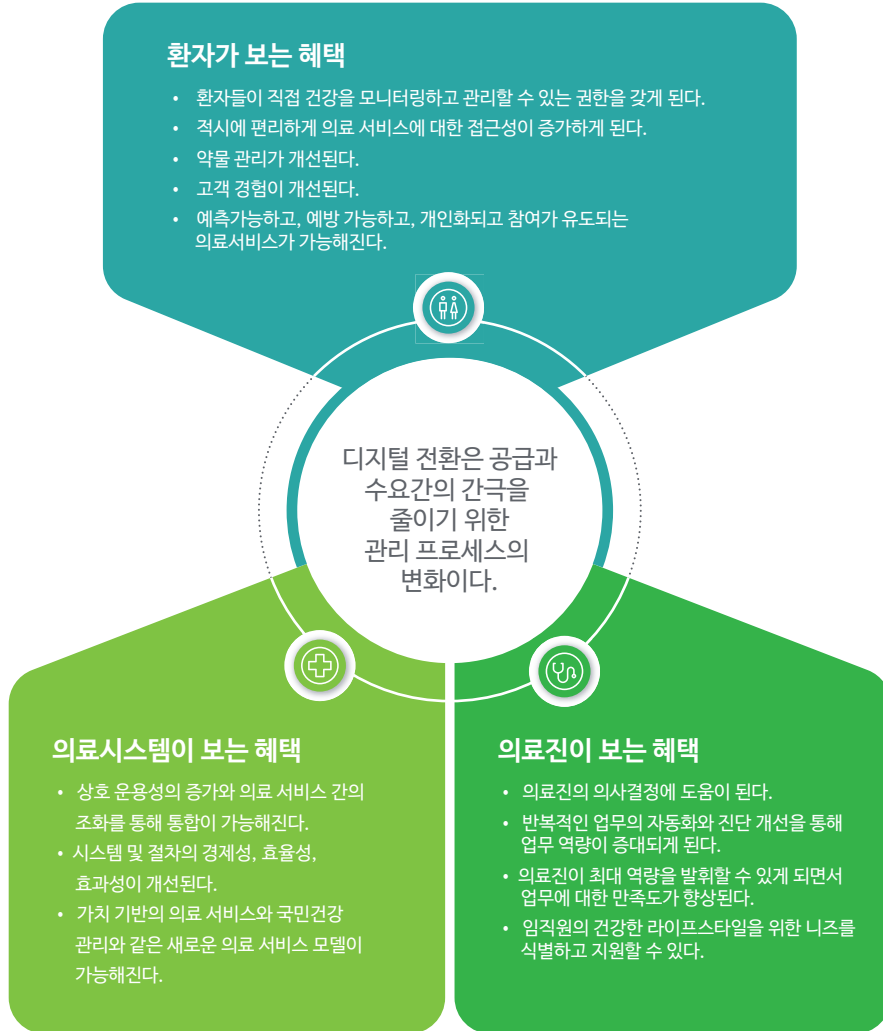 환자가 보는 혜택
• 환자들이 직접 건강을 모니터링하고 관리할 수 있는 권한을 갖게 된다.
• 적시에 편리하게 의료 서비스에 대한 접근성이 증가하게 된다.
• 약물 관리가 개선된다.
• 고객 경험이 개선된다.
• 예측가능하고, 예방 가능하고, 개인화되고 참여가 유도되는
의료서비스가 가능해진다.
디지털 전환은 공급과
수요간의 간극을
줄이기 위한
관리 프로세스의
변화이다.
의료시스템이 보는 혜택
• 상호 운용성의 증가와 의료 서비스 간의
조화를 통해 통합이 가능해진다.
• 시스템 및 절차의 경제성, 효율성,
효과성이 개선된다.
• 가치 기반의 의료 서비스와 국민건강
관리와 같은 새로운 의료 서비스 모델이
가능해진다.
의료진이 보는 혜택
• 의료진의 의사결정에 도움이 된다.
• 반복적인 업무의 자동화와 진단 개선을 통해
업무 역량이 증대되게 된다.
• 의료진이 최대 역량을 발휘할 수 있게 되면서
업무에 대한 만족도가 향상된다.
• 임직원의 건강한 라이프스타일을 위한 니즈를
식별하고 지원할 수 있다.